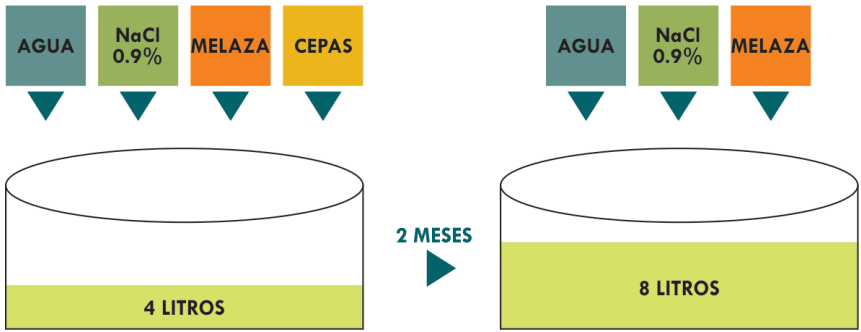 AGUA
NaCl
0.9%
MELAZA
CEPAS
AGUA
NaCl
0.9%
MELAZA
2 MESES
4 LITROS
8 LITROS